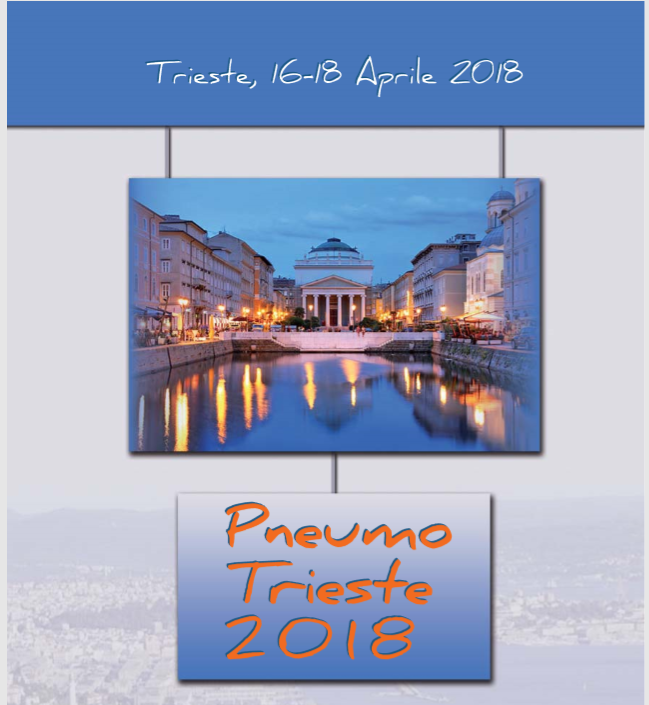 Trieste, 16-18 Aprile 2018
Pneumo
Trieste
2018